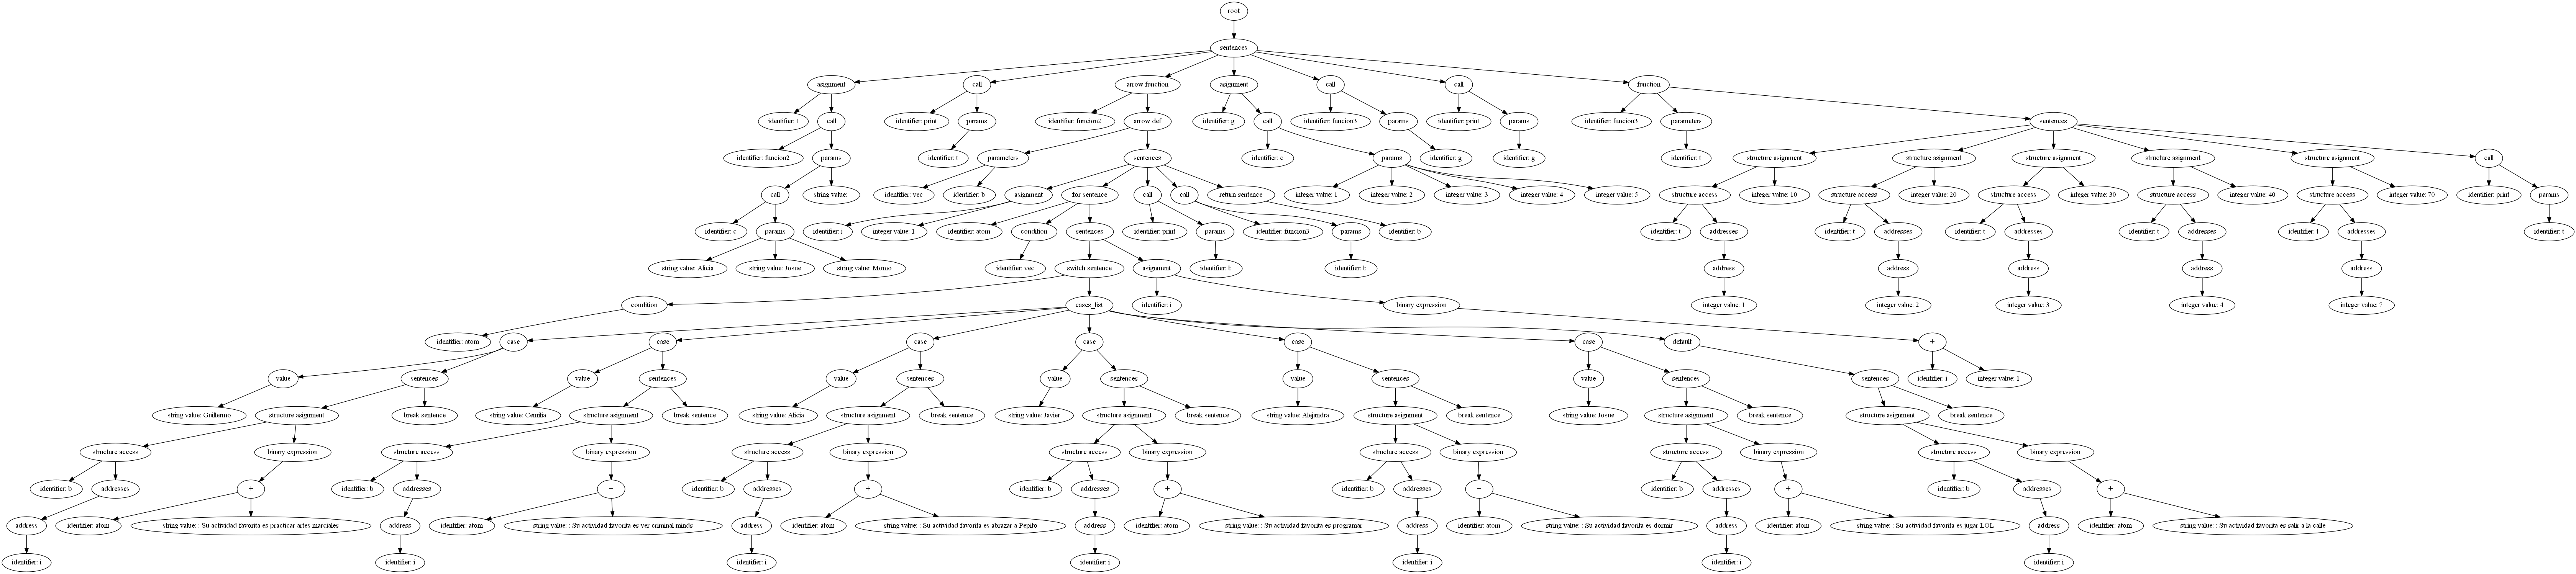 root
sentences
asignment
call
arrow function
asignment
call
call
function
identifier: t
call
identifier: print
params
identifier: funcion2
arrow def
identifier: g
call
identifier: funcion3
params
identifier: print
params
identifier: funcion3
parameters
sentences
identifier: funcion2
params
identifier: t
parameters
sentences
identifier: c
params
identifier: g
identifier: g
identifier: t
structure asignment
structure asignment
structure asignment
structure asignment
structure asignment
call
call
string value:
identifier: vec
identifier: b
asignment
for sentence
call
call
return sentence
integer value: 1
integer value: 2
integer value: 3
integer value: 4
integer value: 5
structure access
integer value: 10
structure access
integer value: 20
structure access
integer value: 30
structure access
integer value: 40
structure access
integer value: 70
identifier: print
params
identifier: c
params
identifier: i
integer value: 1
identifier: atom
condition
sentences
identifier: print
params
identifier: funcion3
params
identifier: b
identifier: t
addresses
identifier: t
addresses
identifier: t
addresses
identifier: t
addresses
identifier: t
addresses
identifier: t
string value: Alicia
string value: Josue
string value: Momo
identifier: vec
switch sentence
asignment
identifier: b
identifier: b
address
address
address
address
address
condition
cases_list
identifier: i
binary expression
integer value: 1
integer value: 2
integer value: 3
integer value: 4
integer value: 7
identifier: atom
case
case
case
case
case
case
default
+
value
sentences
value
sentences
value
sentences
value
sentences
value
sentences
value
sentences
sentences
identifier: i
integer value: 1
string value: Guillermo
structure asignment
break sentence
string value: Cemilia
structure asignment
break sentence
string value: Alicia
structure asignment
break sentence
string value: Javier
structure asignment
break sentence
string value: Alejandra
structure asignment
break sentence
string value: Josue
structure asignment
break sentence
structure asignment
break sentence
structure access
binary expression
structure access
binary expression
structure access
binary expression
structure access
binary expression
structure access
binary expression
structure access
binary expression
structure access
binary expression
identifier: b
addresses
+
identifier: b
addresses
+
identifier: b
addresses
+
identifier: b
addresses
+
identifier: b
addresses
+
identifier: b
addresses
+
identifier: b
addresses
+
address
identifier: atom
string value: : Su actividad favorita es practicar artes marciales
address
identifier: atom
string value: : Su actividad favorita es ver criminal minds
address
identifier: atom
string value: : Su actividad favorita es abrazar a Pepito
address
identifier: atom
string value: : Su actividad favorita es programar
address
identifier: atom
string value: : Su actividad favorita es dormir
address
identifier: atom
string value: : Su actividad favorita es jugar LOL
address
identifier: atom
string value: : Su actividad favorita es salir a la calle
identifier: i
identifier: i
identifier: i
identifier: i
identifier: i
identifier: i
identifier: i